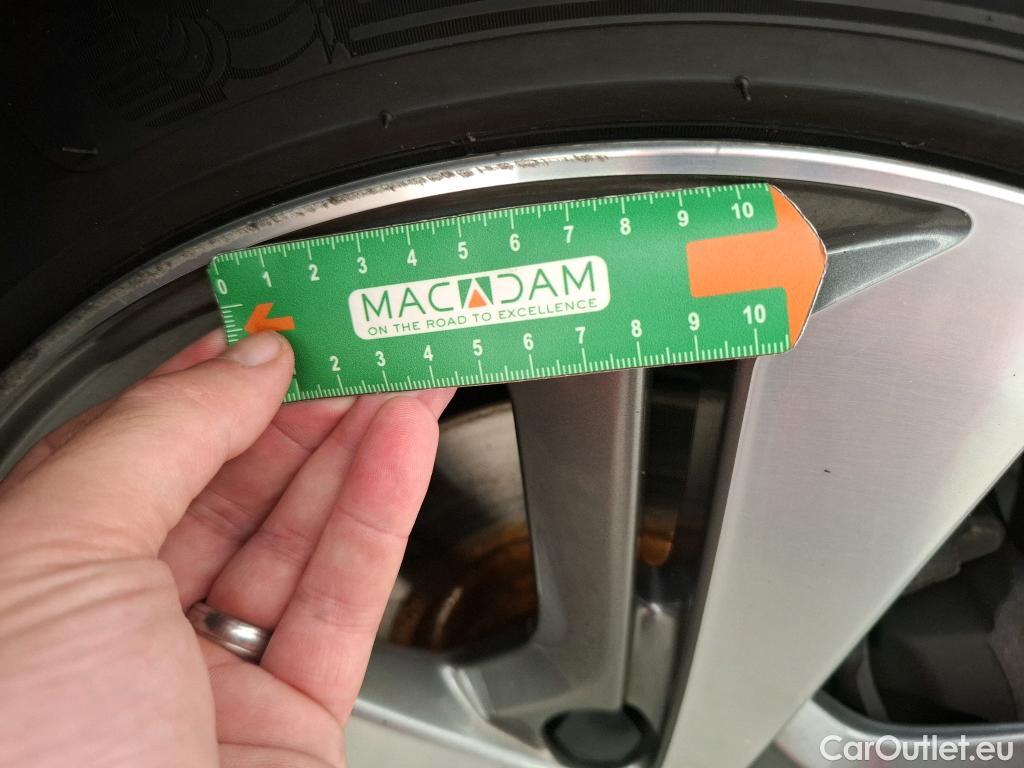 0 1 2 3 4 5 6 7 8 9 10
MACADAM
ON THE ROAD TO EXCELLENCE
2 3 4 5 6 7 8 9 10
CarOutlet.eu